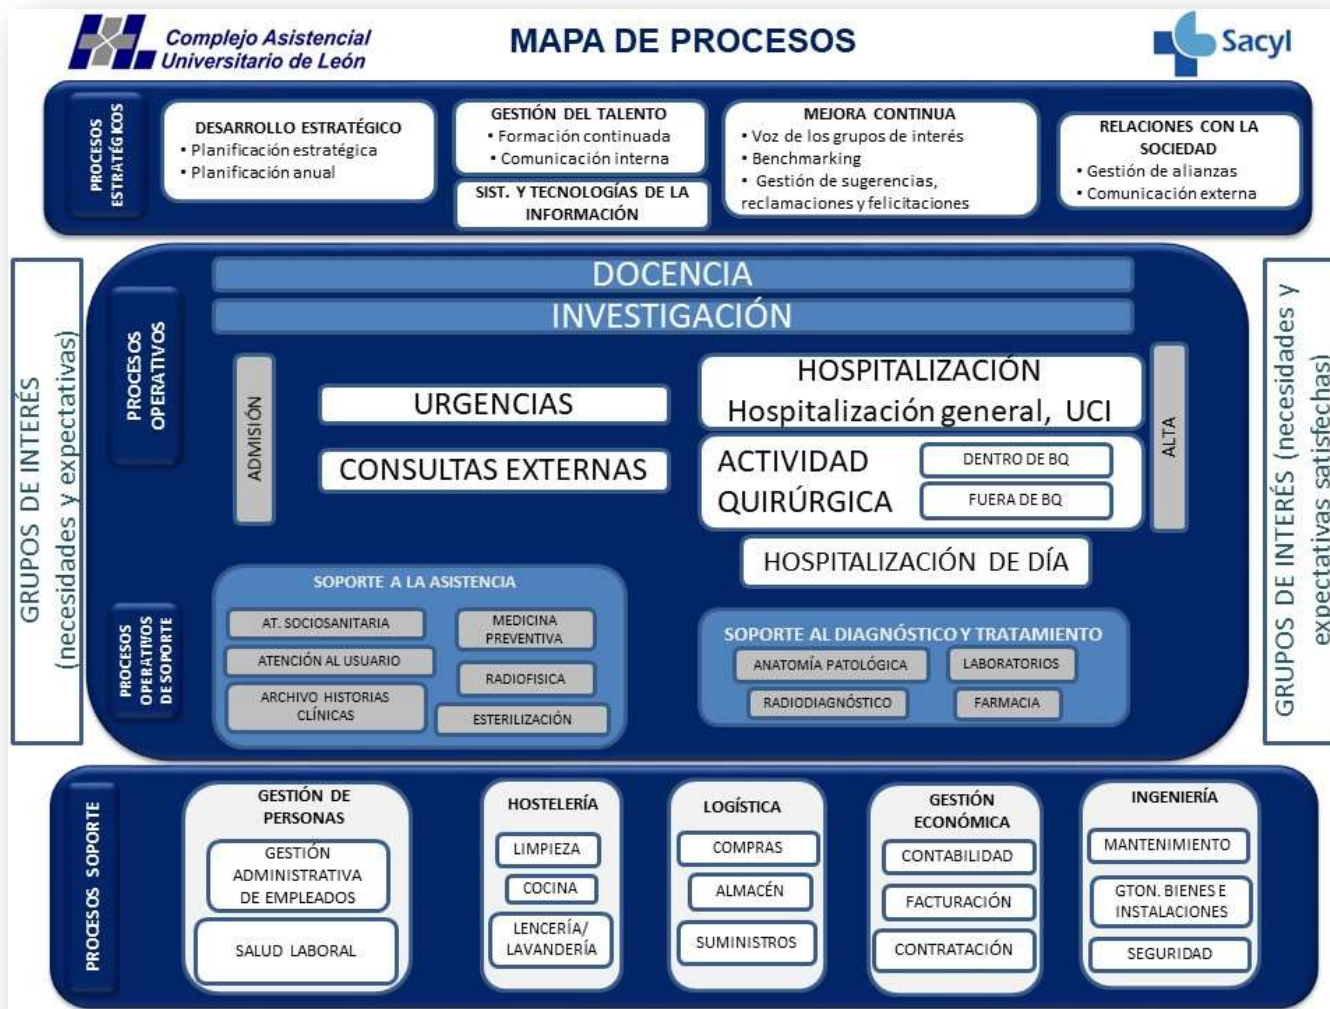 Complejo Asistencial
Universitario de León
MAPA DE PROCESOS
Sacyl
PROCESOS
ESTRATÉGICOS
DESARROLLO ESTRATÉGICO
• Planificación estratégica
• Planificación anual
GESTIÓN DEL TALENTO
• Formación continuada
• Comunicación interna
SIST. Y TECNOLOGÍAS DE LA
INFORMACIÓN
MEJORA CONTINUA
• Voz de los grupos de interés
• Benchmarking
• Gestión de sugerencias,
reclamaciones y felicitaciones
RELACIONES CON LA
SOCIEDAD
• Gestión de alianzas
• Comunicación externa
GRUPOS DE INTERÉS
(necesidades y expectativas)
PROCESOS
OPERATIVOS
DOCENCIA
INVESTIGACIÓN
ADMISIÓN
URGENCIAS
CONSULTAS EXTERNAS
HOSPITALIZACIÓN
Hospitalización general, UCI
ACTIVIDAD
QUIRÚRGICA
DENTRO DE BQ
FUERA DE BQ
HOSPITALIZACIÓN DE DÍA
ALTA
PROCESOS
OPERATIVOS
DE SOPORTE
SOPORTE A LA ASISTENCIA
AT. SOCIOSANITARIA
ATENCIÓN AL USUARIO
ARCHIVO HISTORIAS
CLÍNICAS
MEDICINA
PREVENTIVA
RADIOFISICA
ESTERILIZACIÓN
SOPORTE AL DIAGNÓSTICO Y TRATAMIENTO
ANATOMÍA PATOLÓGICA
LABORATORIOS
RADIODIAGNÓSTICO
FARMACIA
GRUPOS DE INTERÉS (necesidades y
expectativas satisfechas)
PROCESOS SOPORTE
GESTIÓN DE
PERSONAS
GESTIÓN
ADMINISTRATIVA
DE EMPLEADOS
SALUD LABORAL
HOSTELERÍA
LIMPIEZA
COCINA
LENCERÍA/
LAVANDERÍA
LOGÍSTICA
COMPRAS
ALMACÉN
SUMINISTROS
GESTIÓN
ECONÓMICA
CONTABILIDAD
FACTURACIÓN
CONTRATACIÓN
INGENIERÍA
MANTENIMIENTO
GTON. BIENES E
INSTALACIONES
SEGURIDAD